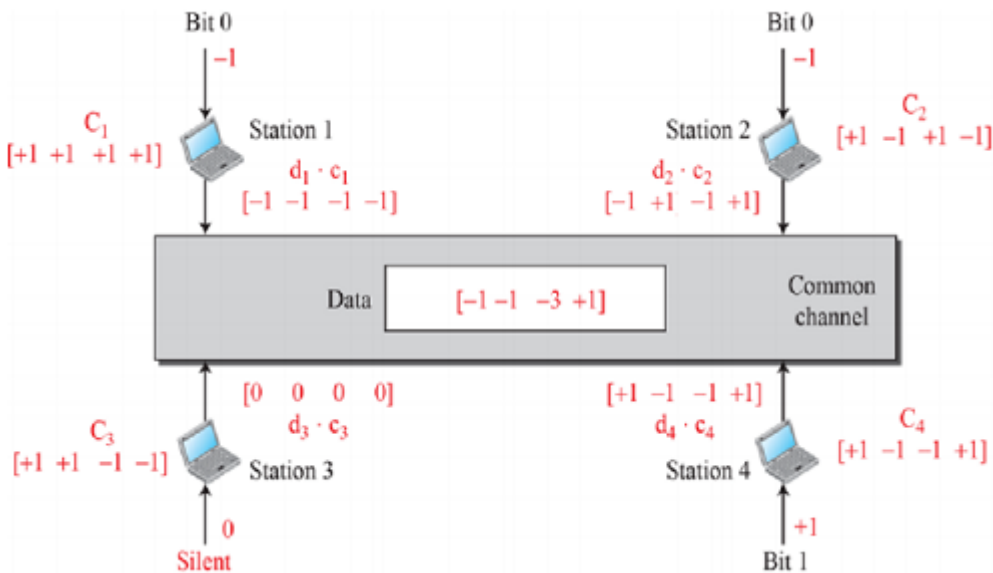 Bit 0
−1
C₁
[+1 +1 +1 +1]
Station 1
d₁ · c₁
[−1 −1 −1 −1]
Bit 0
−1
Station 2
C₂
[+1 −1 +1 −1]
d₂ · c₂
[−1 +1 −1 +1]
Data
[−1 −1 −3 +1]
Common
channel
[0 0 0 0]
d₃ · c₃
C₃
[+1 +1 −1 −1]
Station 3
0
Silent
[+1 −1 −1 +1]
d₄ · c₄
Station 4
C₄
[+1 −1 −1 +1]
+1
Bit 1